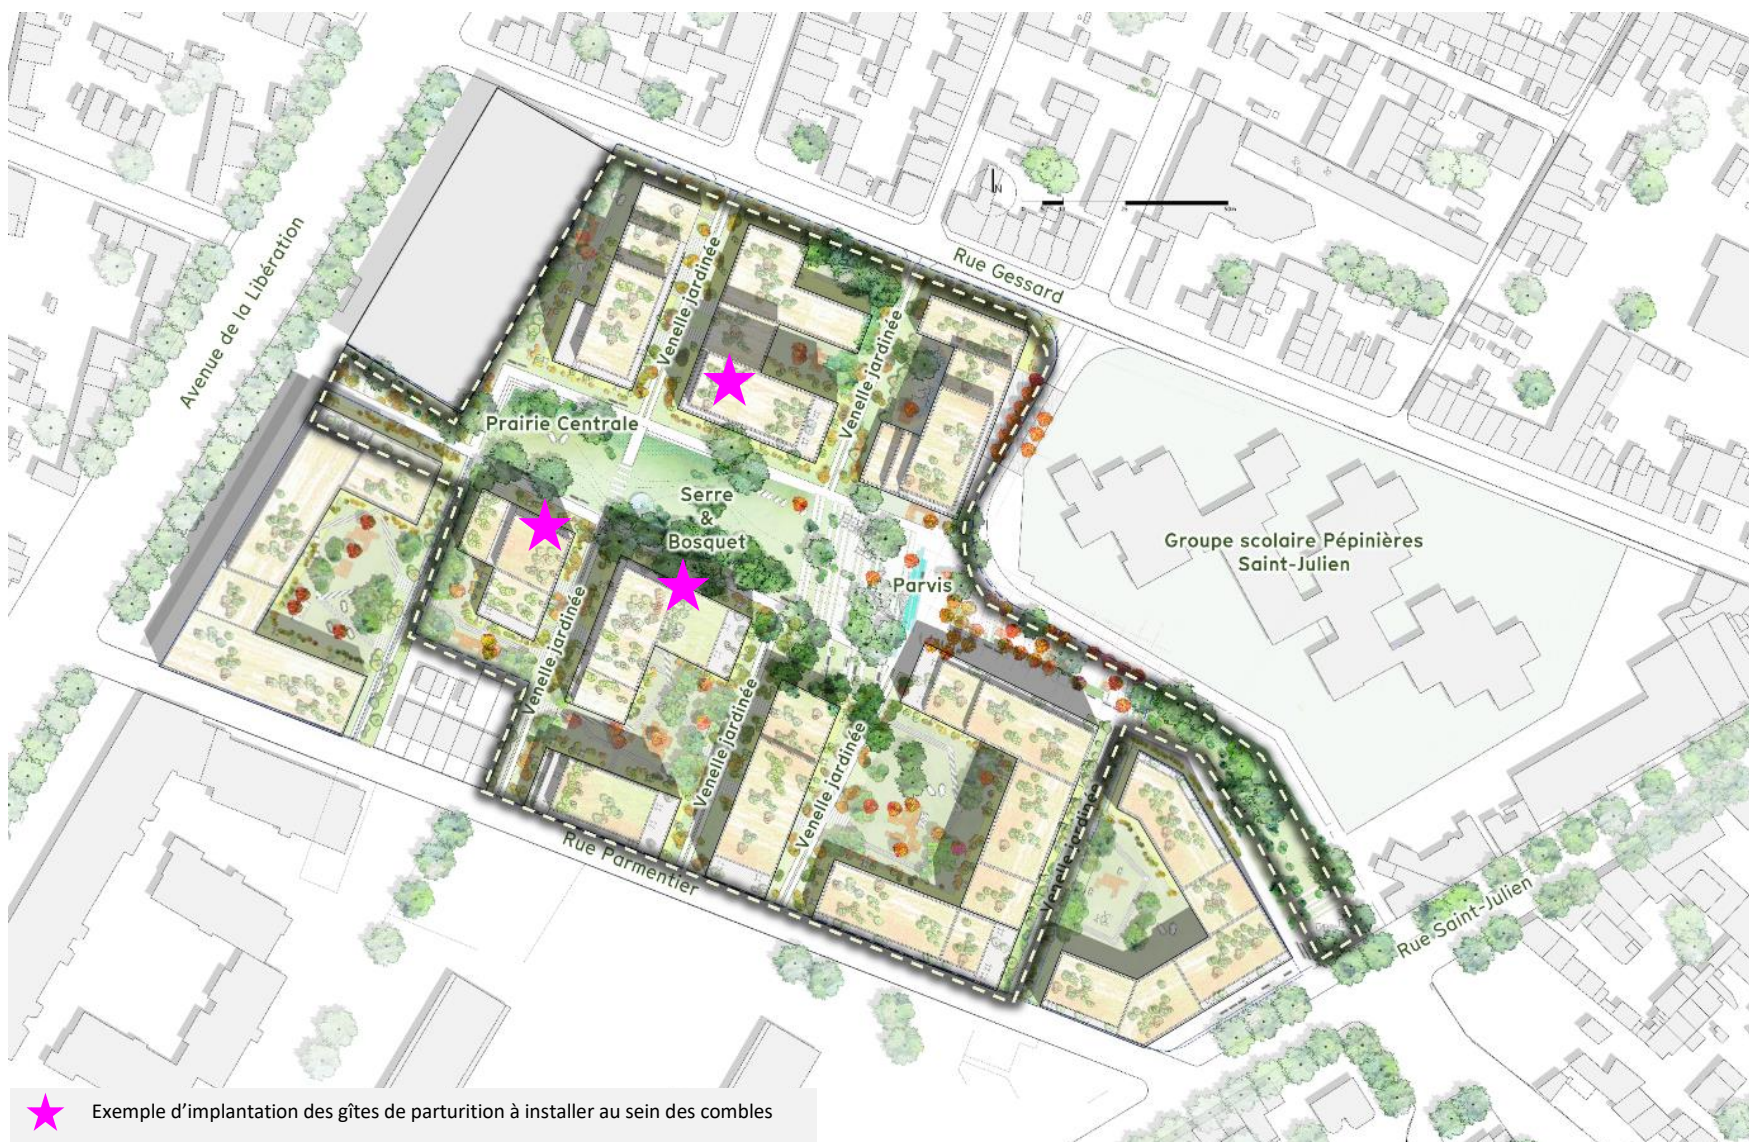 Avenue de la Libération
Rue Gessard
N
Venelle jardinée
Venelle jardinée
Prairie Centrale
Serre
&
Bosquet
Groupe scolaire Pépinières
Saint-Julien
Parvis
Venelle jardinée
Venelle jardinée
Venelle jardinée
Venelle jardinée
Rue Parmentier
Rue Saint-Julien
Exemple d’implantation des gîtes de parturition à installer au sein des combles